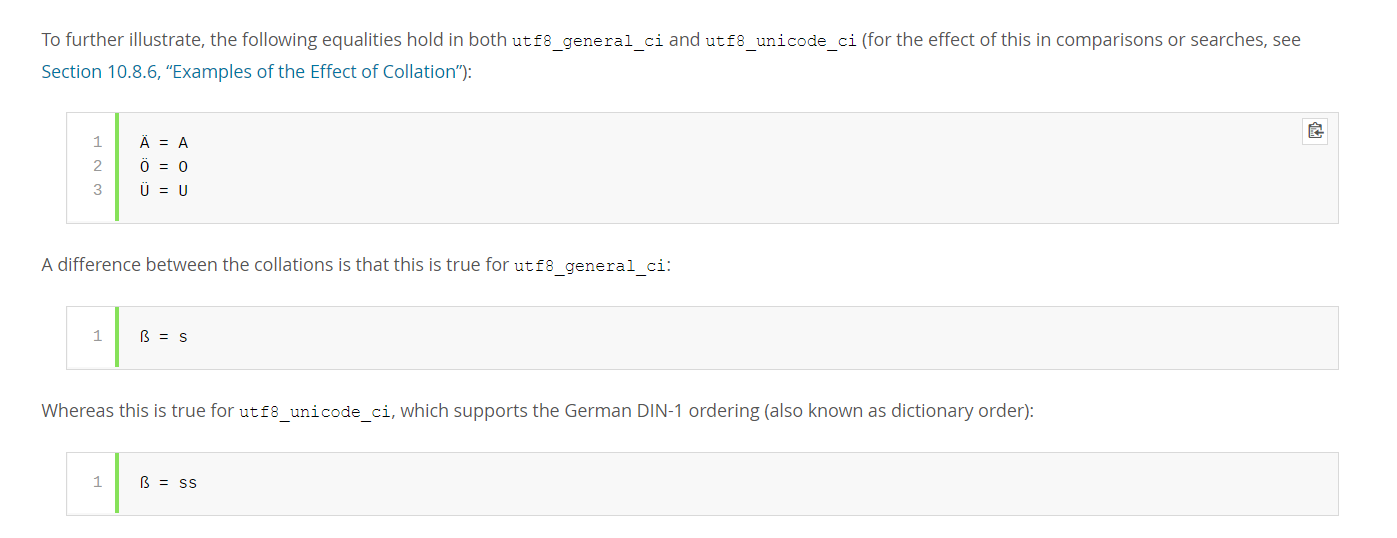 To further illustrate, the following equalities hold in both utf8_general_ci and utf8_unicode_ci (for the effect of this in comparisons or searches, see
Section 10.8.6, “Examples of the Effect of Collation”):
1 Ä = A
2 Ö = O
3 Ü = U
A difference between the collations is that this is true for utf8_general_ci:
1 ß = s
Whereas this is true for utf8_unicode_ci, which supports the German DIN-1 ordering (also known as dictionary order):
1 ß = ss